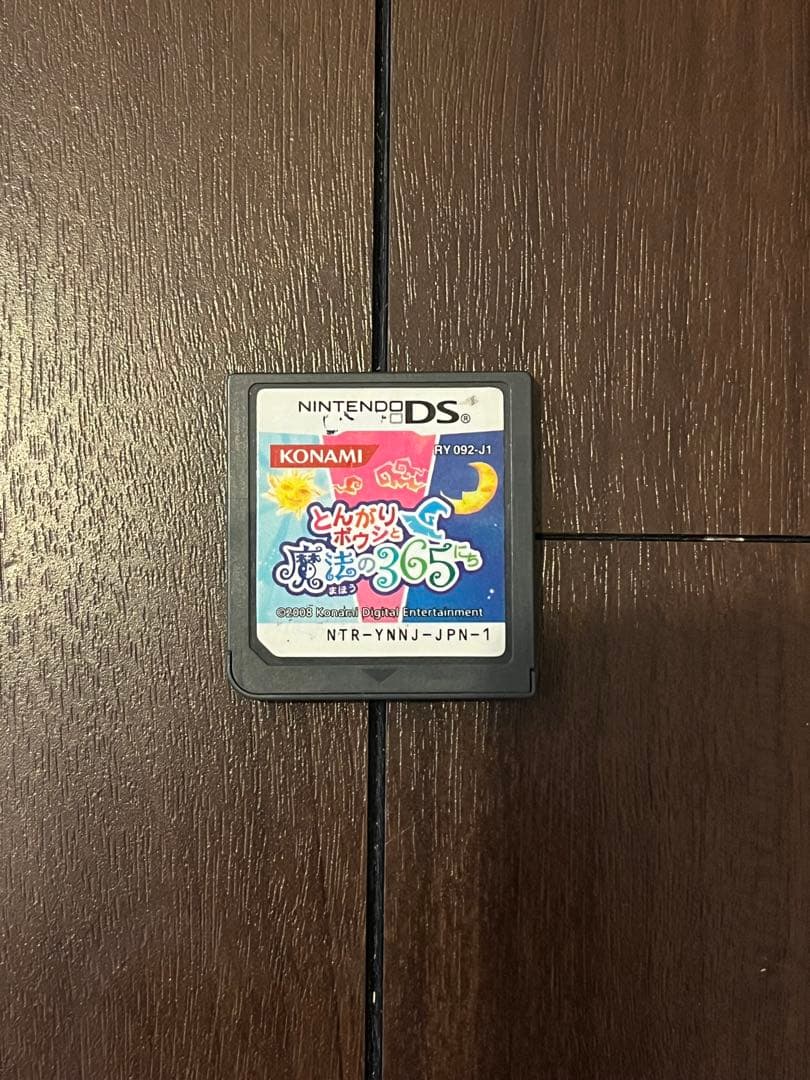 NINTENDO DS®
KONAMI
RY 092-J1
とんがり
ボウシと
魔法の365にち
まほう
©2008 Konami Digital Entertainment
NTR-YNNJ-JPN-1